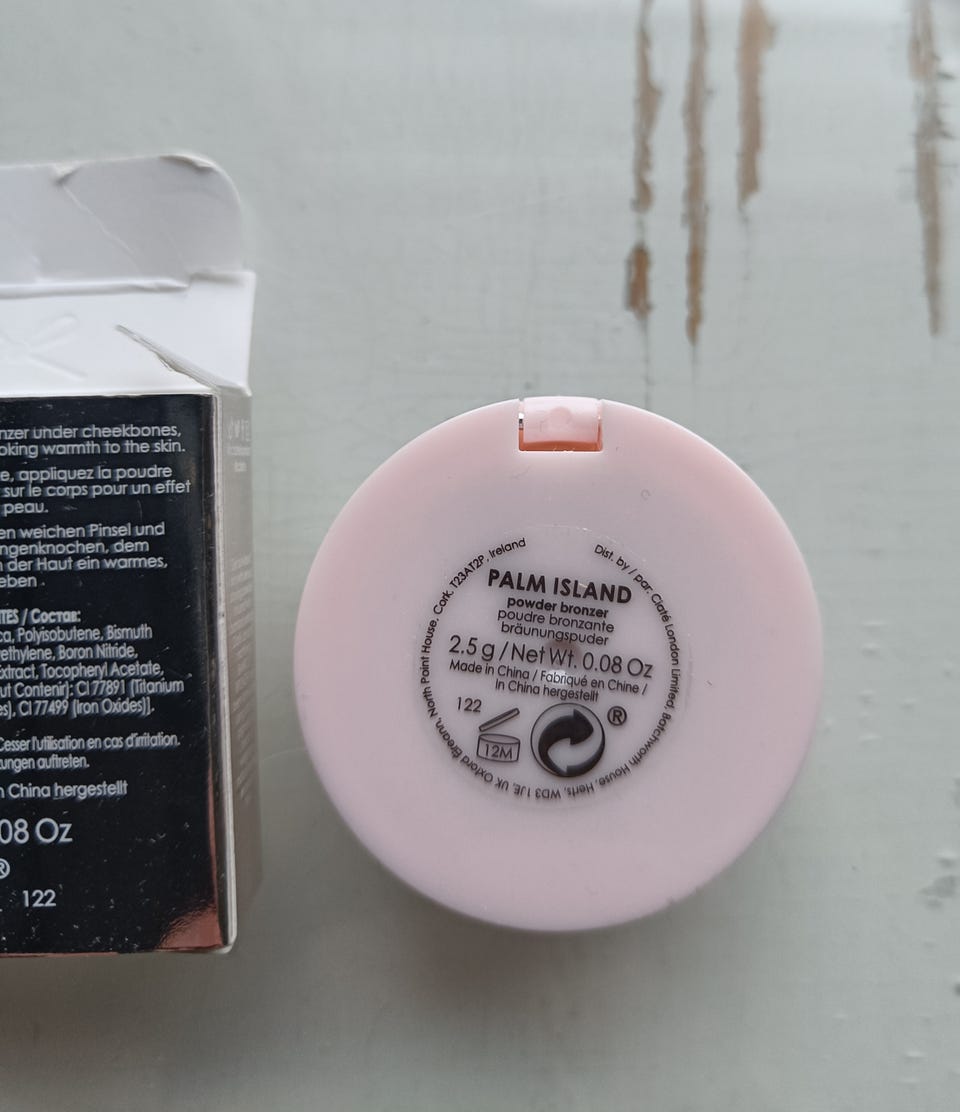 nzer under cheekbones,
oking warmth to the skin.
e, appliquez la poudre
sur le corps pour un effet
peau.
en weichen Pinsel und
ngenknochen, dem
n der Haut ein warmes,
eben .
TES / Состав:
ca, Polyisobutene, Bismuth
ethylene, Boron Nitride,
Extract, Tocopheryl Acetate,
ut Contenir): CI 77891 (Titanium
es), CI 77499 (Iron Oxides)].
Cesser l'utilisation en cas d'irritation.
ungen auftreten.
n China hergestellt
.08 Oz
®
122
Dist. by / par. Ciaté London Limited, Batchworth House, Herts, WD3 1JE, UK Oxford Éireann, North Point House, Cork, T23AT2P, Ireland
PALM ISLAND
powder bronzer
poudre bronzante
bräunungspuder
2.5 g / Net Wt. 0.08 Oz
Made in China / Fabriqué en Chine /
In China hergestellt
122
®
12M